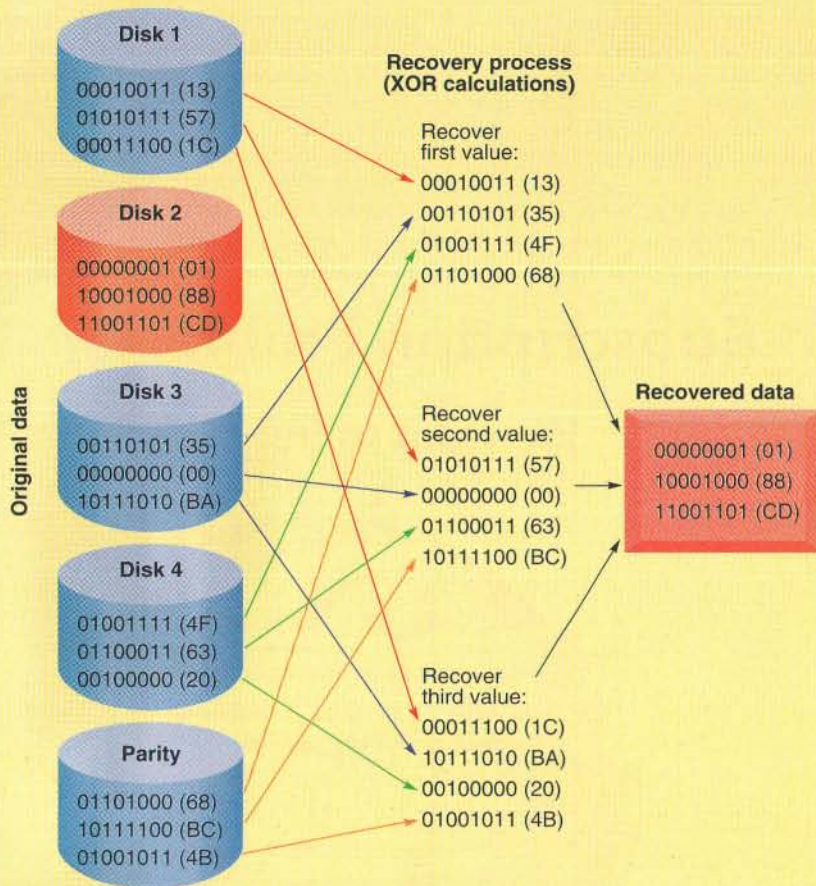 Original data
Disk 1
00010011 (13)
01010111 (57)
00011100 (1C)
Disk 2
00000001 (01)
10001000 (88)
11001101 (CD)
Disk 3
00110101 (35)
00000000 (00)
10111010 (BA)
Disk 4
01001111 (4F)
01100011 (63)
00100000 (20)
Parity
01101000 (68)
10111100 (BC)
01001011 (4B)
Recovery process
(XOR calculations)
Recover
first value:
00010011 (13)
00110101 (35)
01001111 (4F)
01101000 (68)
Recover
second value:
01010111 (57)
00000000 (00)
01100011 (63)
10111100 (BC)
Recover
third value:
00011100 (1C)
10111010 (BA)
00100000 (20)
01001011 (4B)
Recovered data
00000001 (01)
10001000 (88)
11001101 (CD)